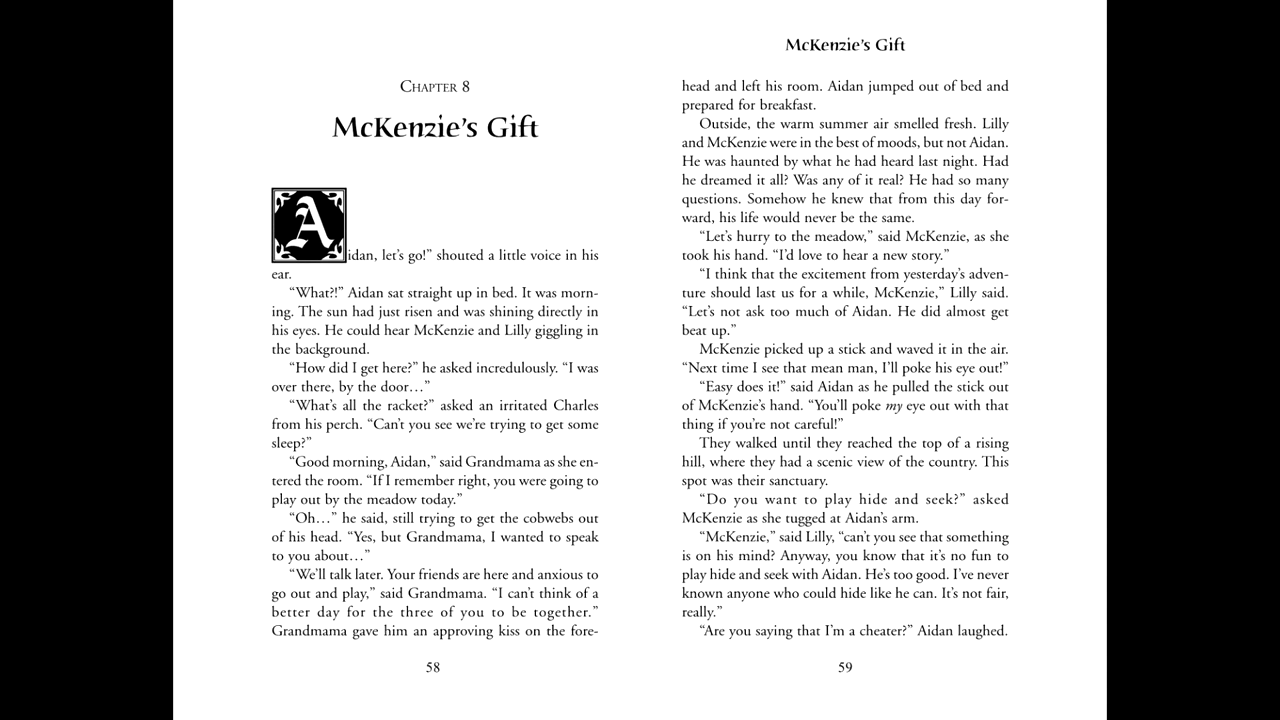 CHAPTER 8
McKenzie's Gift
Aidan, let's go!” shouted a little voice in his
ear.
“What?!” Aidan sat straight up in bed. It was morn-
ing. The sun had just risen and was shining directly in
his eyes. He could hear McKenzie and Lilly giggling in
the background.
“How did I get here?” he asked incredulously. “I was
over there, by the door…”
“What’s all the racket?” asked an irritated Charles
from his perch. “Can’t you see we’re trying to get some
sleep?”
“Good morning, Aidan,” said Grandmama as she en-
tered the room. “If I remember right, you were going to
play out by the meadow today.”
“Oh…” he said, still trying to get the cobwebs out
of his head. “Yes, but Grandmama, I wanted to speak
to you about…”
“We’ll talk later. Your friends are here and anxious to
go out and play,” said Grandmama. “I can’t think of a
better day for the three of you to be together.”
Grandmama gave him an approving kiss on the fore-
58
McKenzie's Gift
head and left his room. Aidan jumped out of bed and
prepared for breakfast.
Outside, the warm summer air smelled fresh. Lilly
and McKenzie were in the best of moods, but not Aidan.
He was haunted by what he had heard last night. Had
he dreamed it all? Was any of it real? He had so many
questions. Somehow he knew that from this day for-
ward, his life would never be the same.
“Let’s hurry to the meadow,” said McKenzie, as she
took his hand. “I’d love to hear a new story.”
“I think that the excitement from yesterday’s adven-
ture should last us for a while, McKenzie,” Lilly said.
“Let’s not ask too much of Aidan. He did almost get
beat up.”
McKenzie picked up a stick and waved it in the air.
“Next time I see that mean man, I’ll poke his eye out!”
“Easy does it!” said Aidan as he pulled the stick out
of McKenzie’s hand. “You’ll poke my eye out with that
thing if you’re not careful!”
They walked until they reached the top of a rising
hill, where they had a scenic view of the country. This
spot was their sanctuary.
“Do you want to play hide and seek?” asked
McKenzie as she tugged at Aidan’s arm.
“McKenzie,” said Lilly, “can’t you see that something
is on his mind? Anyway, you know that it’s no fun to
play hide and seek with Aidan. He’s too good. I’ve never
known anyone who could hide like he can. It’s not fair,
really.”
“Are you saying that I’m a cheater?” Aidan laughed.
59